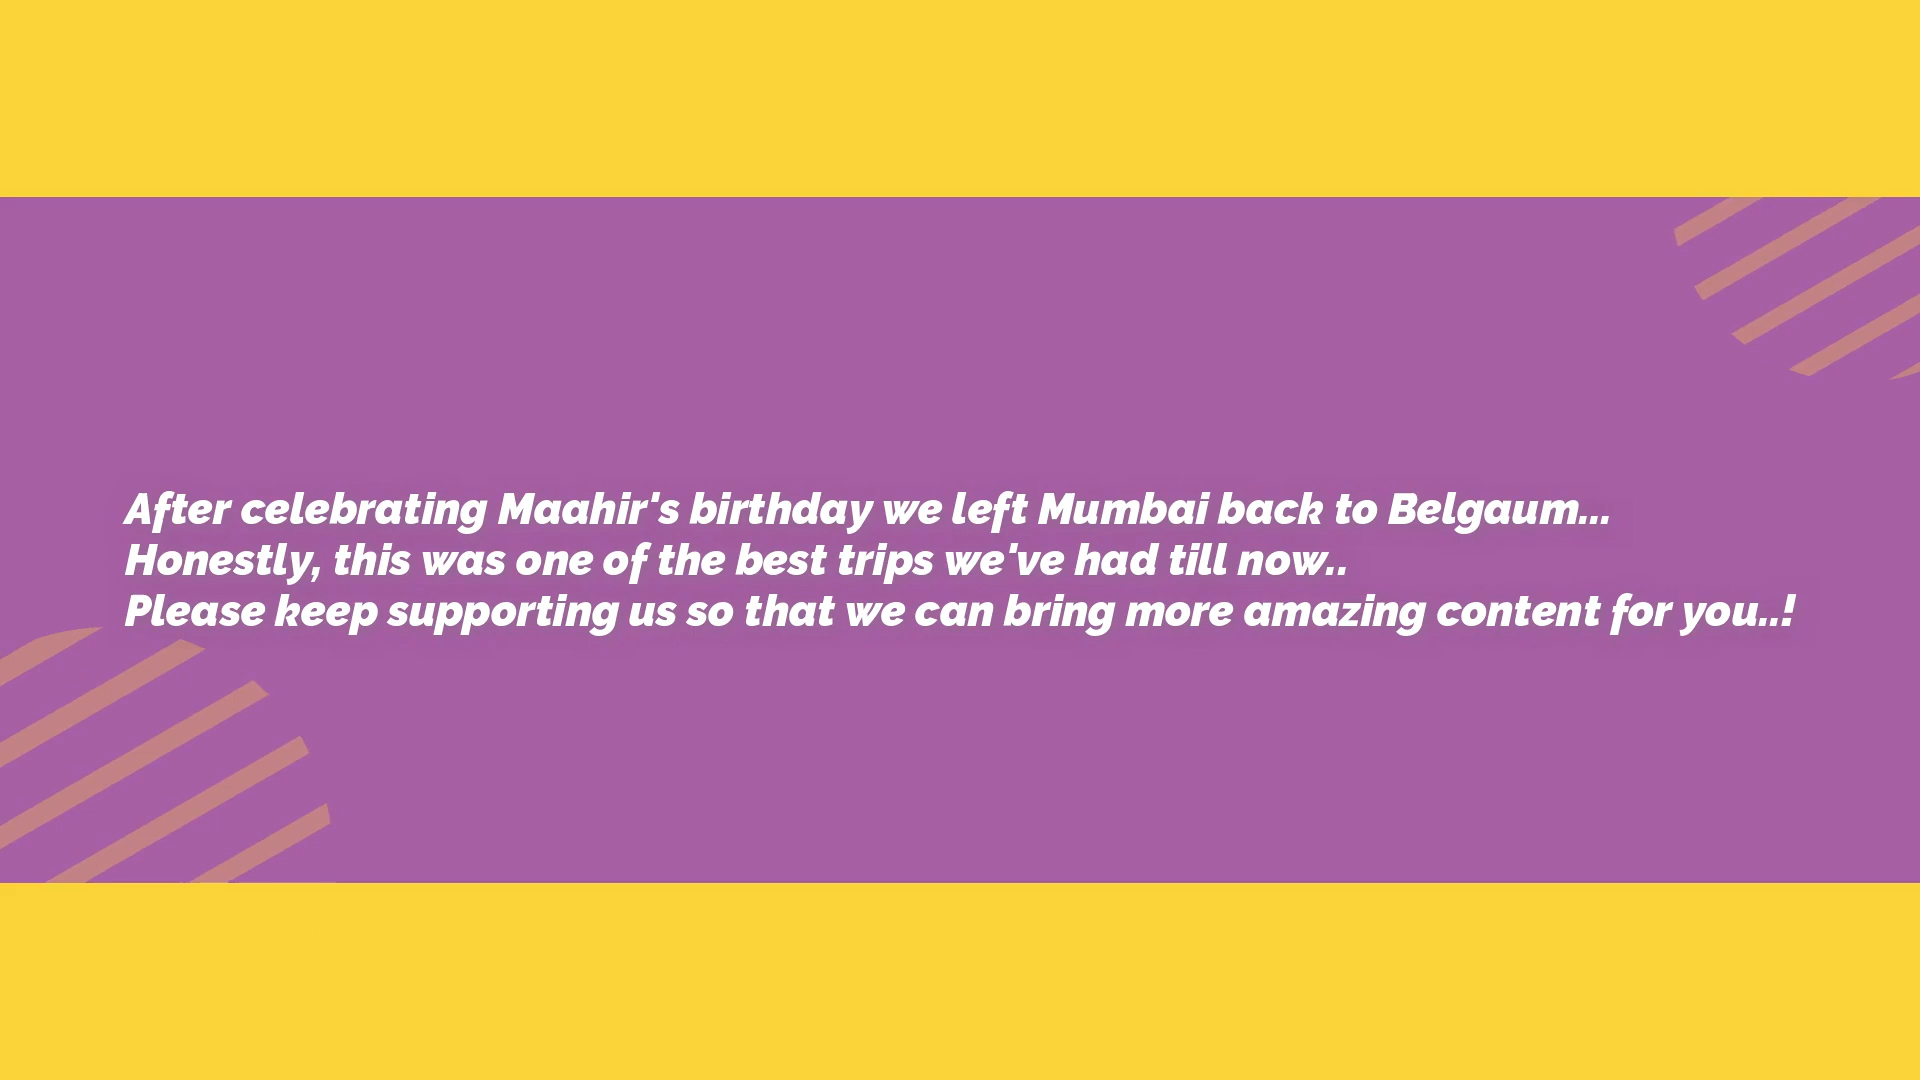 After celebrating Maahir's birthday we left Mumbai back to Belgaum...
Honestly, this was one of the best trips we've had till now..
Please keep supporting us so that we can bring more amazing content for you..!